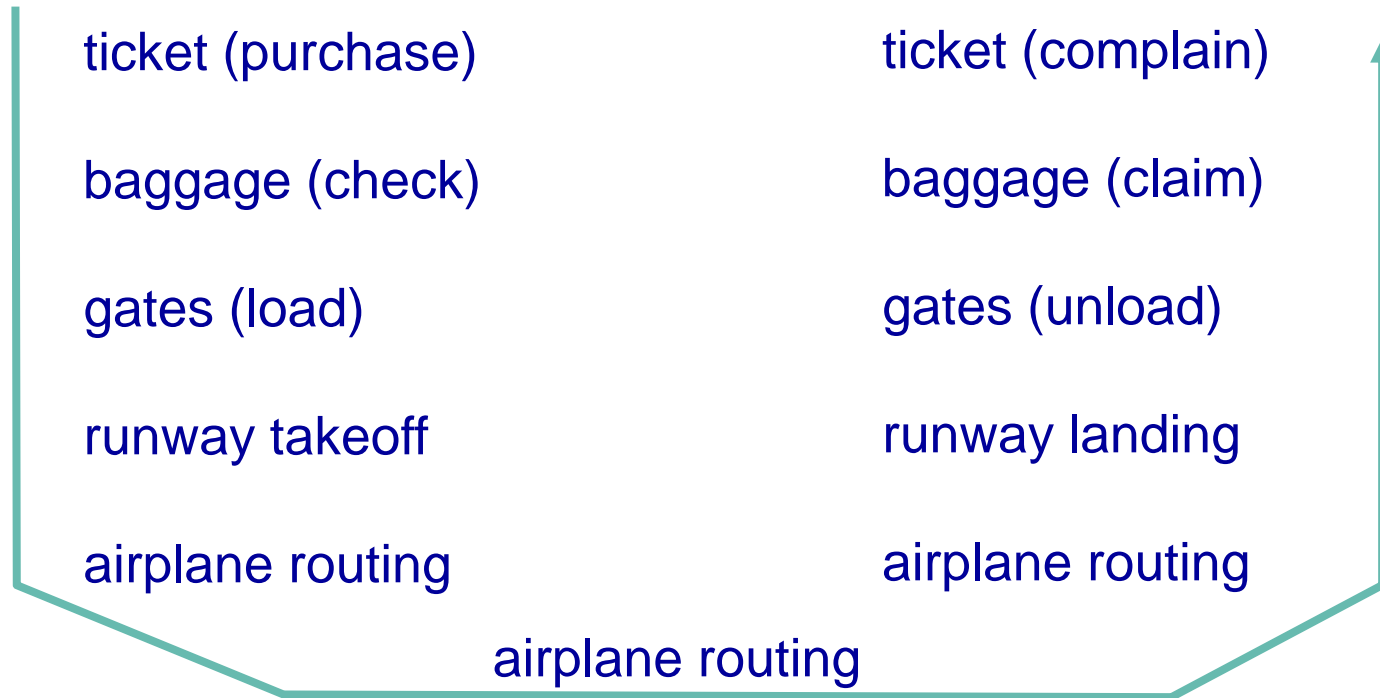 ticket (purchase)
baggage (check)
gates (load)
runway takeoff
airplane routing
ticket (complain)
baggage (claim)
gates (unload)
runway landing
airplane routing
airplane routing